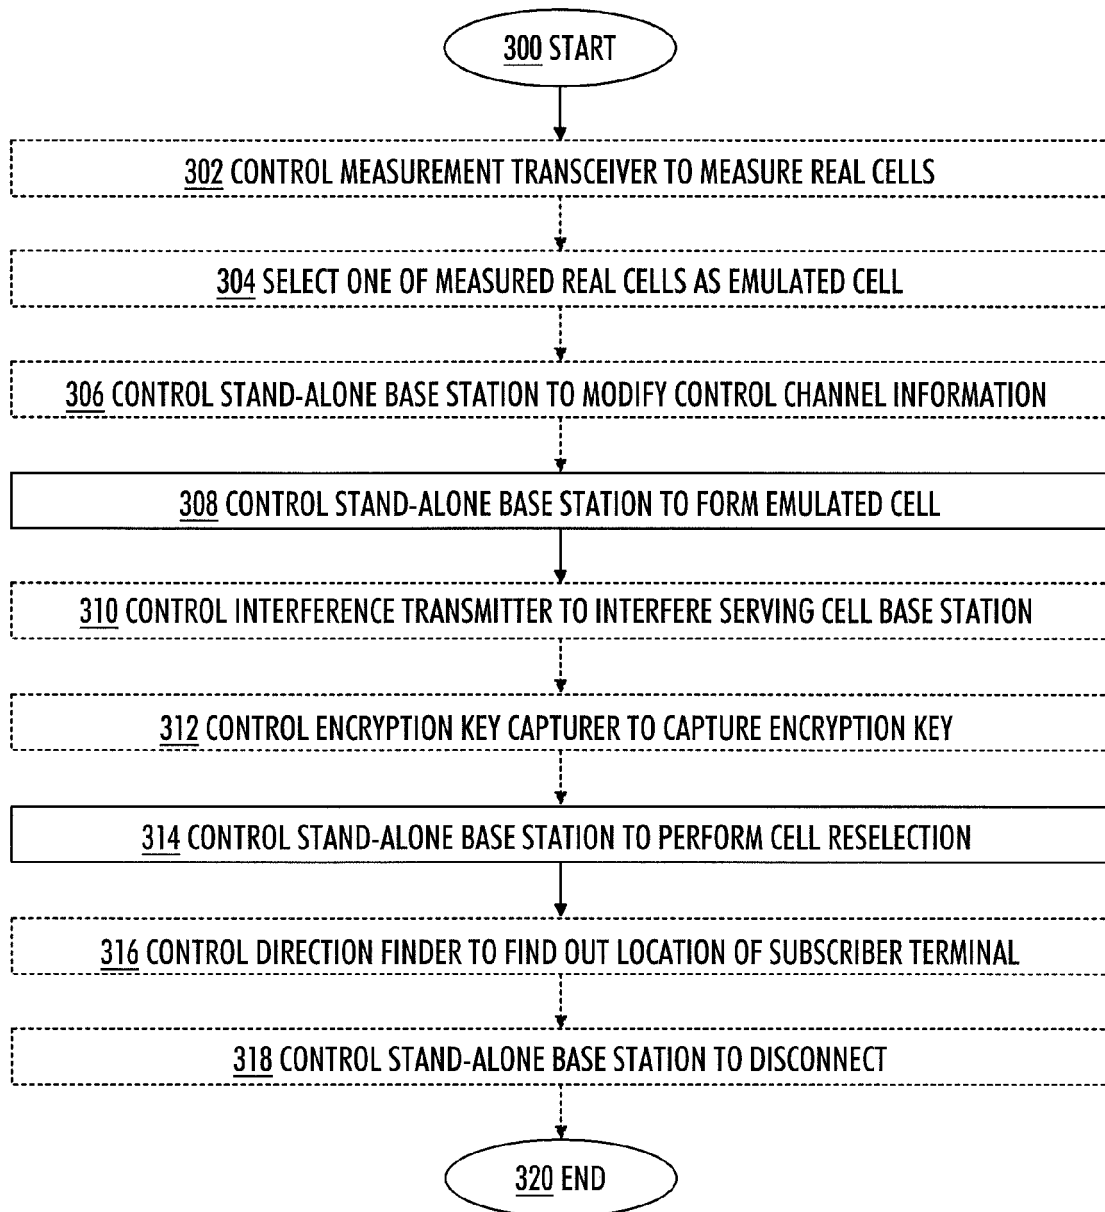 300 START
302 CONTROL MEASUREMENT TRANSCEIVER TO MEASURE REAL CELLS
304 SELECT ONE OF MEASURED REAL CELLS AS EMULATED CELL
306 CONTROL STAND-ALONE BASE STATION TO MODIFY CONTROL CHANNEL INFORMATION
308 CONTROL STAND-ALONE BASE STATION TO FORM EMULATED CELL
310 CONTROL INTERFERENCE TRANSMITTER TO INTERFERE SERVING CELL BASE STATION
312 CONTROL ENCRYPTION KEY CAPTURER TO CAPTURE ENCRYPTION KEY
314 CONTROL STAND-ALONE BASE STATION TO PERFORM CELL RESELECTION
316 CONTROL DIRECTION FINDER TO FIND OUT LOCATION OF SUBSCRIBER TERMINAL
318 CONTROL STAND-ALONE BASE STATION TO DISCONNECT
320 END